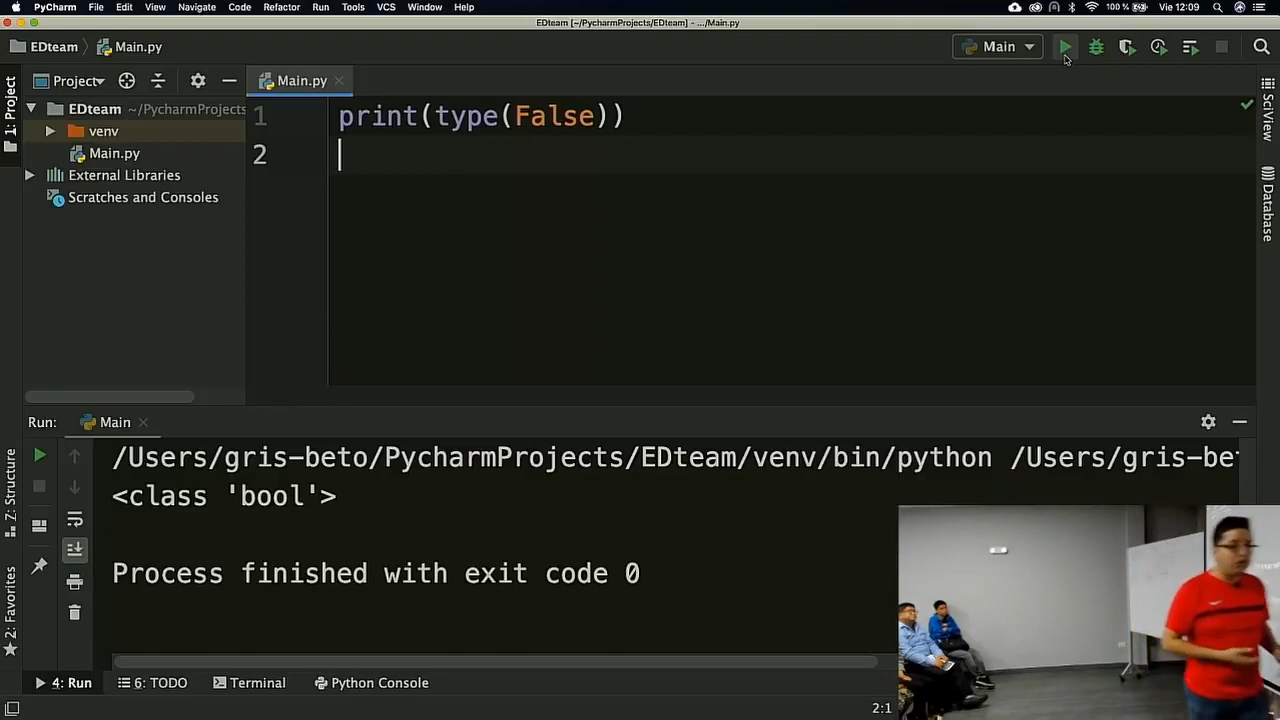 PyCharm File Edit View Navigate Code Refactor Run Tools VCS Window Help 100 % Vie 12:09
EDteam [~/PycharmProjects/EDteam] - .../Main.py
EDteam Main.py Main
1: Project
Project
Main.py
EDteam ~/PycharmProjects
venv
Main.py
External Libraries
Scratches and Consoles
1 print(type(False))
2
SciView
Database
Run: Main
/Users/gris-beto/PycharmProjects/EDteam/venv/bin/python /Users/gris-bet
<class 'bool'>
Process finished with exit code 0
Z: Structure
2: Favorites
4: Run 6: TODO Terminal Python Console
2:1